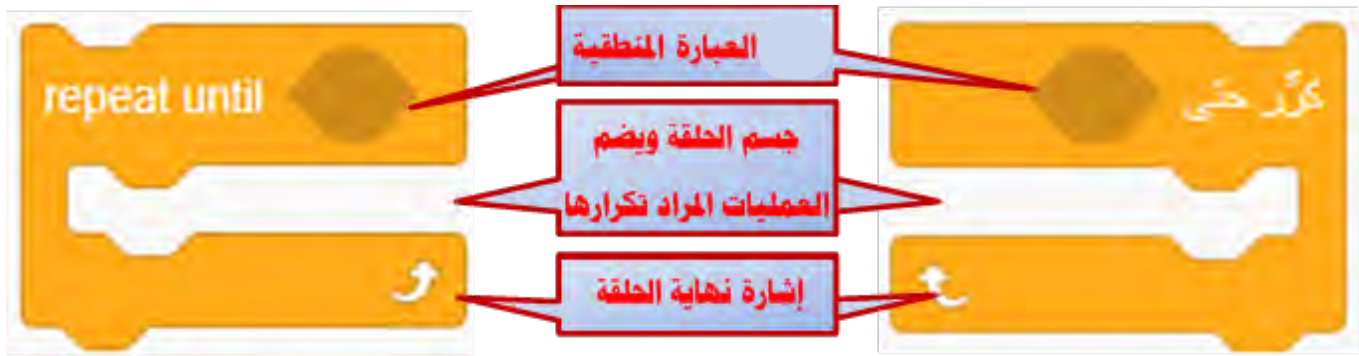 repeat until
العبارة المنطقية
كرِّر حتى
جسم الحلقة ويضم
العمليات المراد تكرارها
إشارة نهاية الحلقة